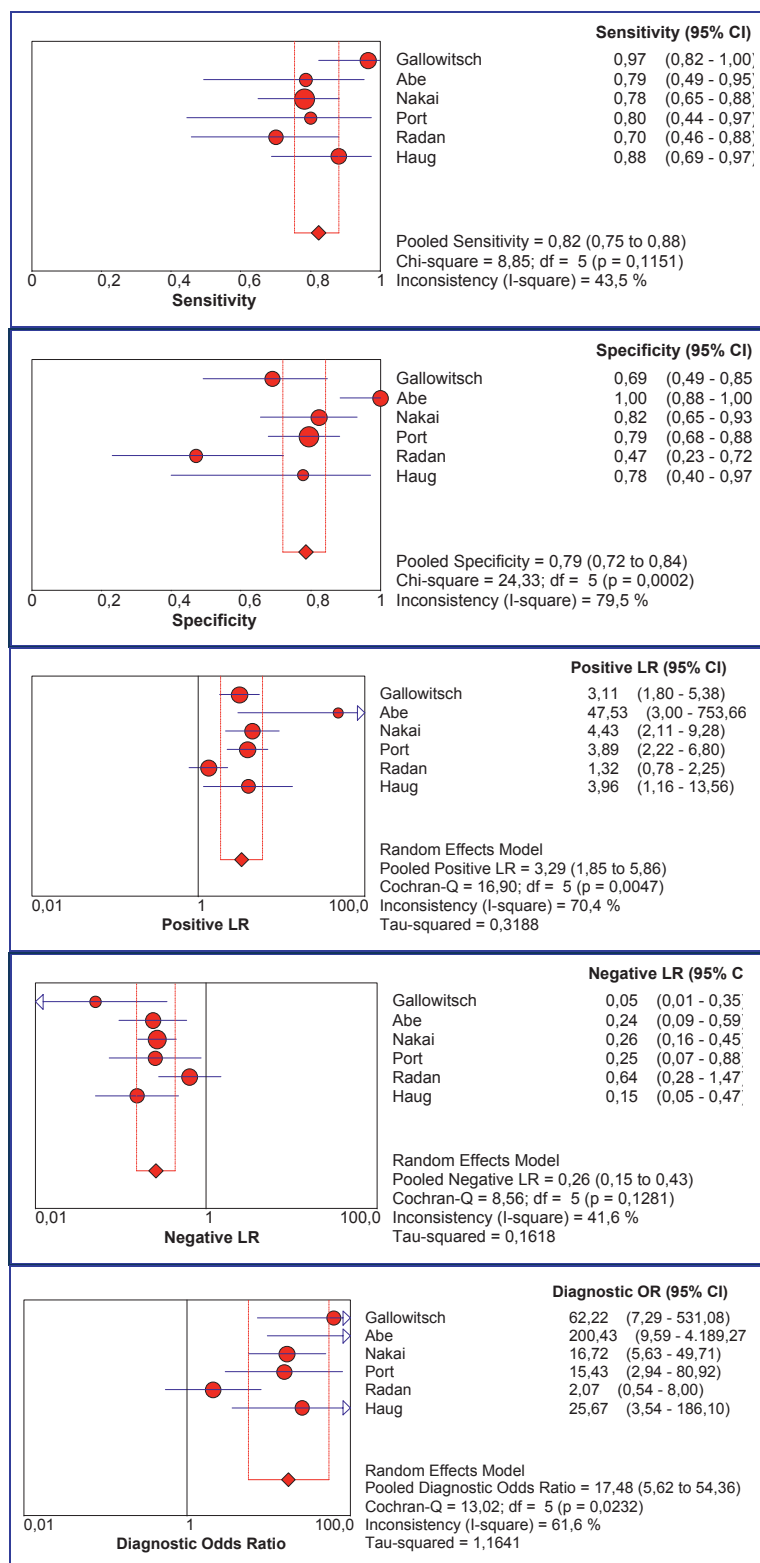 Sensitivity (95% CI)
Gallowitsch 0,97 (0,82 - 1,00)
Abe 0,79 (0,49 - 0,95)
Nakai 0,78 (0,65 - 0,88)
Port 0,80 (0,44 - 0,97)
Radan 0,70 (0,46 - 0,88)
Haug 0,88 (0,69 - 0,97)
Pooled Sensitivity = 0,82 (0,75 to 0,88)
Chi-square = 8,85; df = 5 (p = 0,1151)
Inconsistency (I-square) = 43,5 %
0 0,2 0,4 0,6 0,8 1
Sensitivity
Specificity (95% CI)
Gallowitsch 0,69 (0,49 - 0,85
Abe 1,00 (0,88 - 1,00
Nakai 0,82 (0,65 - 0,93
Port 0,79 (0,68 - 0,88
Radan 0,47 (0,23 - 0,72
Haug 0,78 (0,40 - 0,97
Pooled Specificity = 0,79 (0,72 to 0,84)
Chi-square = 24,33; df = 5 (p = 0,0002)
Inconsistency (I-square) = 79,5 %
0 0,2 0,4 0,6 0,8 1
Specificity
Positive LR (95% CI)
Gallowitsch 3,11 (1,80 - 5,38)
Abe 47,53 (3,00 - 753,66
Nakai 4,43 (2,11 - 9,28)
Port 3,89 (2,22 - 6,80)
Radan 1,32 (0,78 - 2,25)
Haug 3,96 (1,16 - 13,56)
Random Effects Model
Pooled Positive LR = 3,29 (1,85 to 5,86)
Cochran-Q = 16,90; df = 5 (p = 0,0047)
Inconsistency (I-square) = 70,4 %
Tau-squared = 0,3188
0,01 1 100,0
Positive LR
Negative LR (95% C
Gallowitsch 0,05 (0,01 - 0,35)
Abe 0,24 (0,09 - 0,59)
Nakai 0,26 (0,16 - 0,45)
Port 0,25 (0,07 - 0,88)
Radan 0,64 (0,28 - 1,47)
Haug 0,15 (0,05 - 0,47)
Random Effects Model
Pooled Negative LR = 0,26 (0,15 to 0,43)
Cochran-Q = 8,56; df = 5 (p = 0,1281)
Inconsistency (I-square) = 41,6 %
Tau-squared = 0,1618
0,01 1 100,0
Negative LR
Diagnostic OR (95% CI)
Gallowitsch 62,22 (7,29 - 531,08)
Abe 200,43 (9,59 - 4.189,27
Nakai 16,72 (5,63 - 49,71)
Port 15,43 (2,94 - 80,92)
Radan 2,07 (0,54 - 8,00)
Haug 25,67 (3,54 - 186,10)
Random Effects Model
Pooled Diagnostic Odds Ratio = 17,48 (5,62 to 54,36)
Cochran-Q = 13,02; df = 5 (p = 0,0232)
Inconsistency (I-square) = 61,6 %
Tau-squared = 1,1641
0,01 1 100,0
Diagnostic Odds Ratio